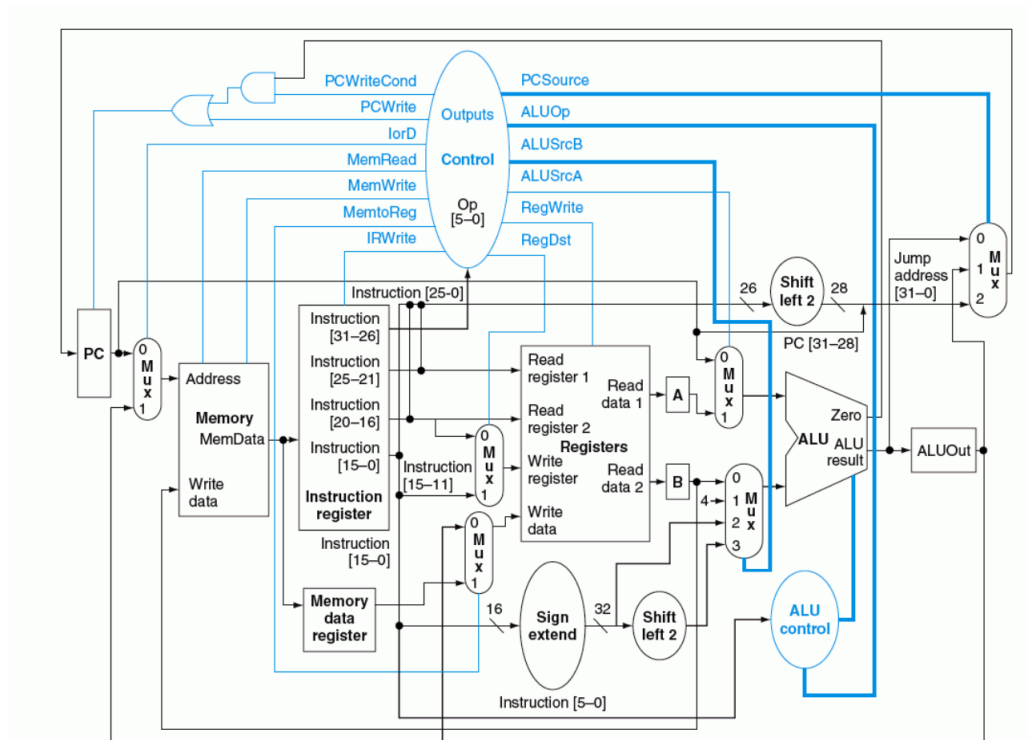 PCWriteCond
PCWrite
IorD
MemRead
MemWrite
MemtoReg
IRWrite
Outputs
Control
Op
[5–0]
PCSource
ALUOp
ALUSrcB
ALUSrcA
RegWrite
RegDst
0
1
2
M
u
x
Jump
address
[31–0]
Instruction [25-0]
26
Shift
left 2
28
PC [31–28]
PC
0
M
u
x
1
Address
Memory
MemData
Write
data
Instruction
[31–26]
Instruction
[25–21]
Instruction
[20–16]
Instruction
[15–0]
Instruction
register
Instruction
[15–0]
Instruction
[15–11]
Memory
data
register
0
M
u
x
1
0
M
u
x
1
Read
register 1
Read
register 2
Write
register
Write
data
Registers
Read
data 1
Read
data 2
A
B
0
M
u
x
1
4
0
1
2
3
M
u
x
Zero
ALU
ALU
result
ALUOut
16
Sign
extend
32
Shift
left 2
ALU
control
Instruction [5–0]